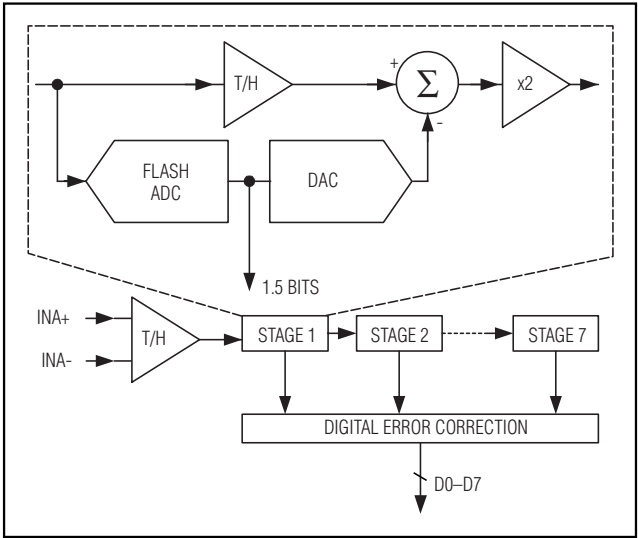 T/H
+
Σ
x2
-
FLASH
ADC
DAC
1.5 BITS
INA+
INA-
T/H
STAGE 1
STAGE 2
STAGE 7
DIGITAL ERROR CORRECTION
D0–D7